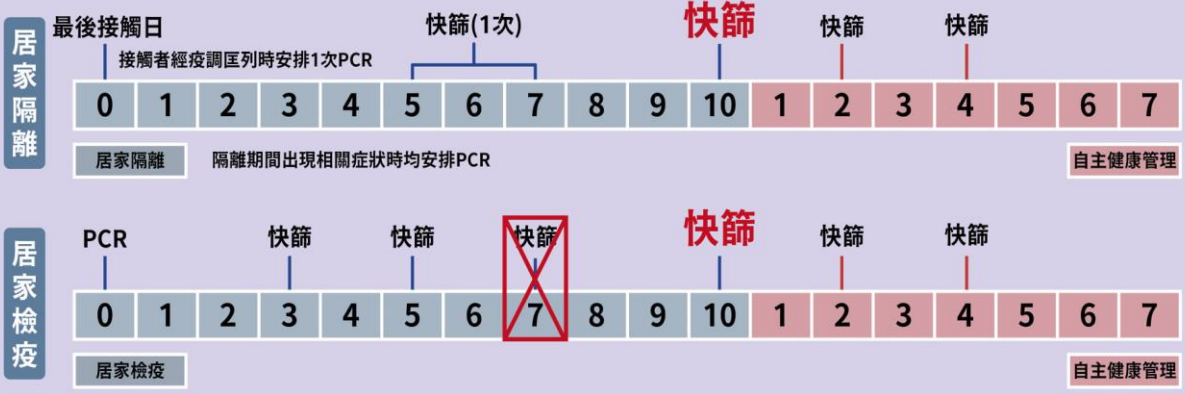 居家隔離
最後接觸日
快篩(1次)
快篩
快篩
快篩
接觸者經疫調匡列時安排1次PCR
0 1 2 3 4 5 6 7 8 9 10 1 2 3 4 5 6 7
居家隔離
隔離期間出現相關症狀時均安排PCR
自主健康管理
居家檢疫
PCR
快篩
快篩
快篩
快篩
快篩
快篩
0 1 2 3 4 5 6 7 8 9 10 1 2 3 4 5 6 7
居家檢疫
自主健康管理